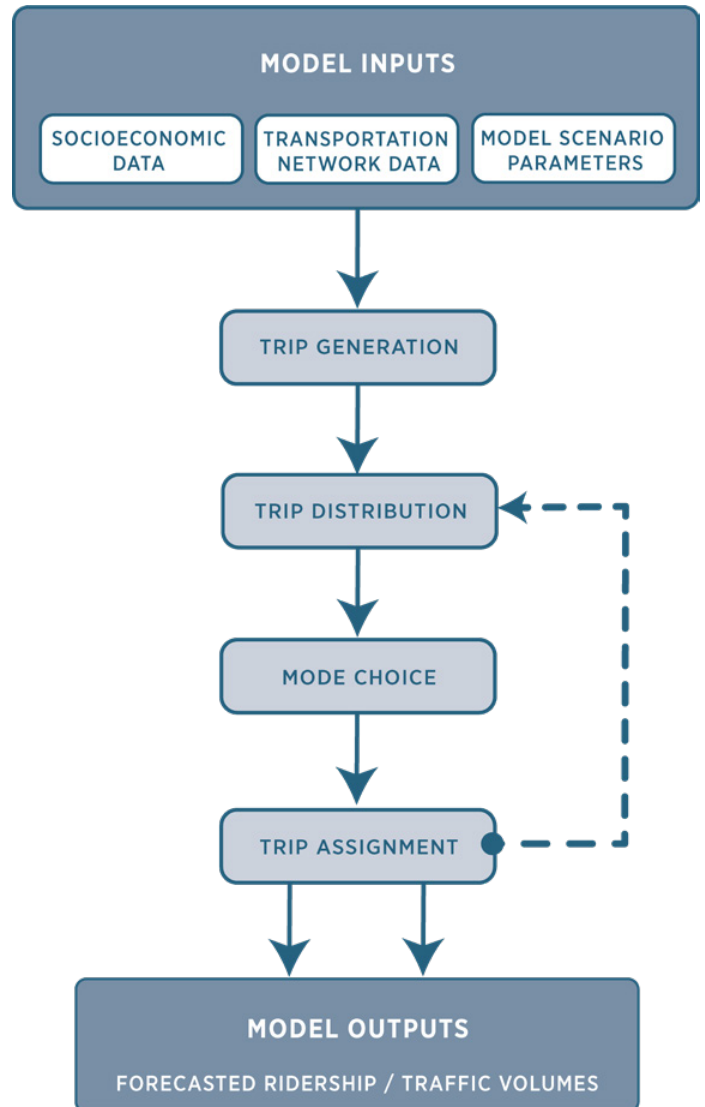 MODEL INPUTS
SOCIOECONOMIC
DATA
TRANSPORTATION
NETWORK DATA
MODEL SCENARIO
PARAMETERS
TRIP GENERATION
TRIP DISTRIBUTION
MODE CHOICE
TRIP ASSIGNMENT
MODEL OUTPUTS
FORECASTED RIDERSHIP / TRAFFIC VOLUMES